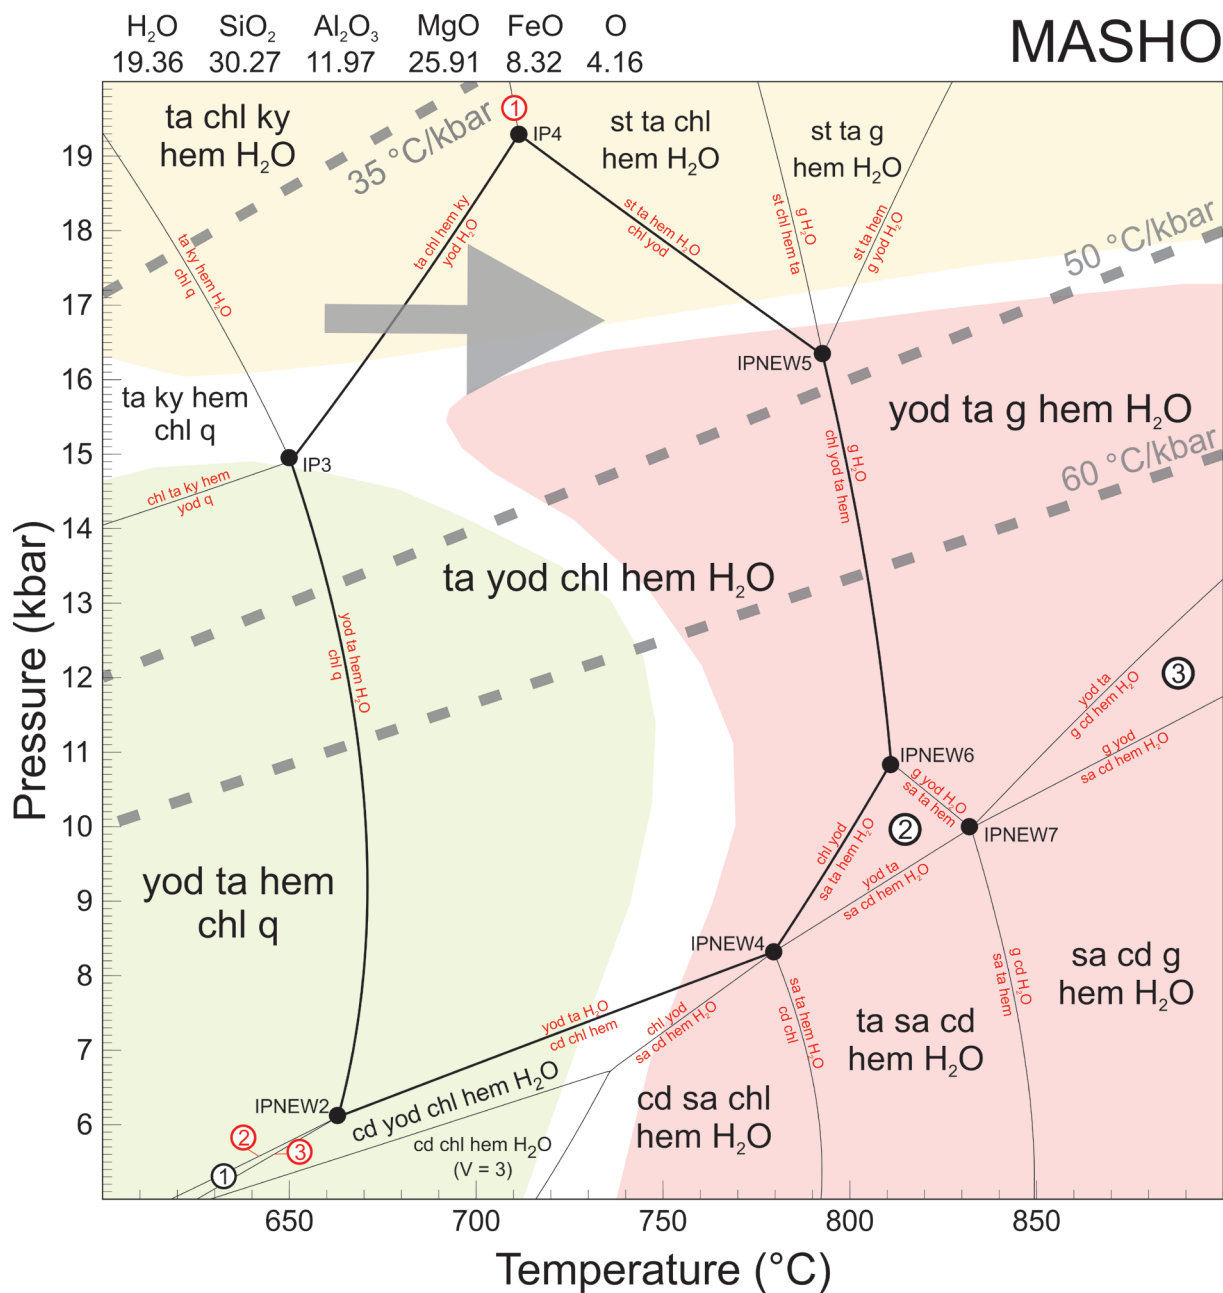 H₂O SiO₂ Al₂O₃ MgO FeO O
19.36 30.27 11.97 25.91 8.32 4.16
MASHO
ta chl ky
hem H₂O
35 °C/kbar
1
IP4
st ta chl
hem H₂O
st ta g
hem H₂O
ta ky hem H₂O
chl q
ta chl hem ky
yod H₂O
st ta hem H₂O
chl yod
g H₂O
st chl hem ta
st ta hem
g yod H₂O
50 °C/kbar
IPNEW5
ta ky hem
chl q
yod ta g hem H₂O
IP3
chl ta ky hem
yod q
g H₂O
chl yod ta hem
60 °C/kbar
ta yod chl hem H₂O
yod ta hem H₂O
chl q
yod ta
g cd hem H₂O
3
g yod
sa cd hem H₂O
IPNEW6
g yod H₂O
sa ta hem
2
IPNEW7
chl yod
sa ta hem H₂O
yod ta
sa cd hem H₂O
yod ta hem
chl q
IPNEW4
sa ta hem H₂O
cd chl
g cd H₂O
sa ta hem
sa cd g
hem H₂O
ta sa cd
hem H₂O
yod ta H₂O
cd chl hem
chl yod
sa cd hem H₂O
IPNEW2
cd yod chl hem H₂O
cd sa chl
hem H₂O
cd chl hem H₂O
(V = 3)
2
3
1
19
18
17
16
15
14
13
12
11
10
9
8
7
6
Pressure (kbar)
650 700 750 800 850
Temperature (°C)